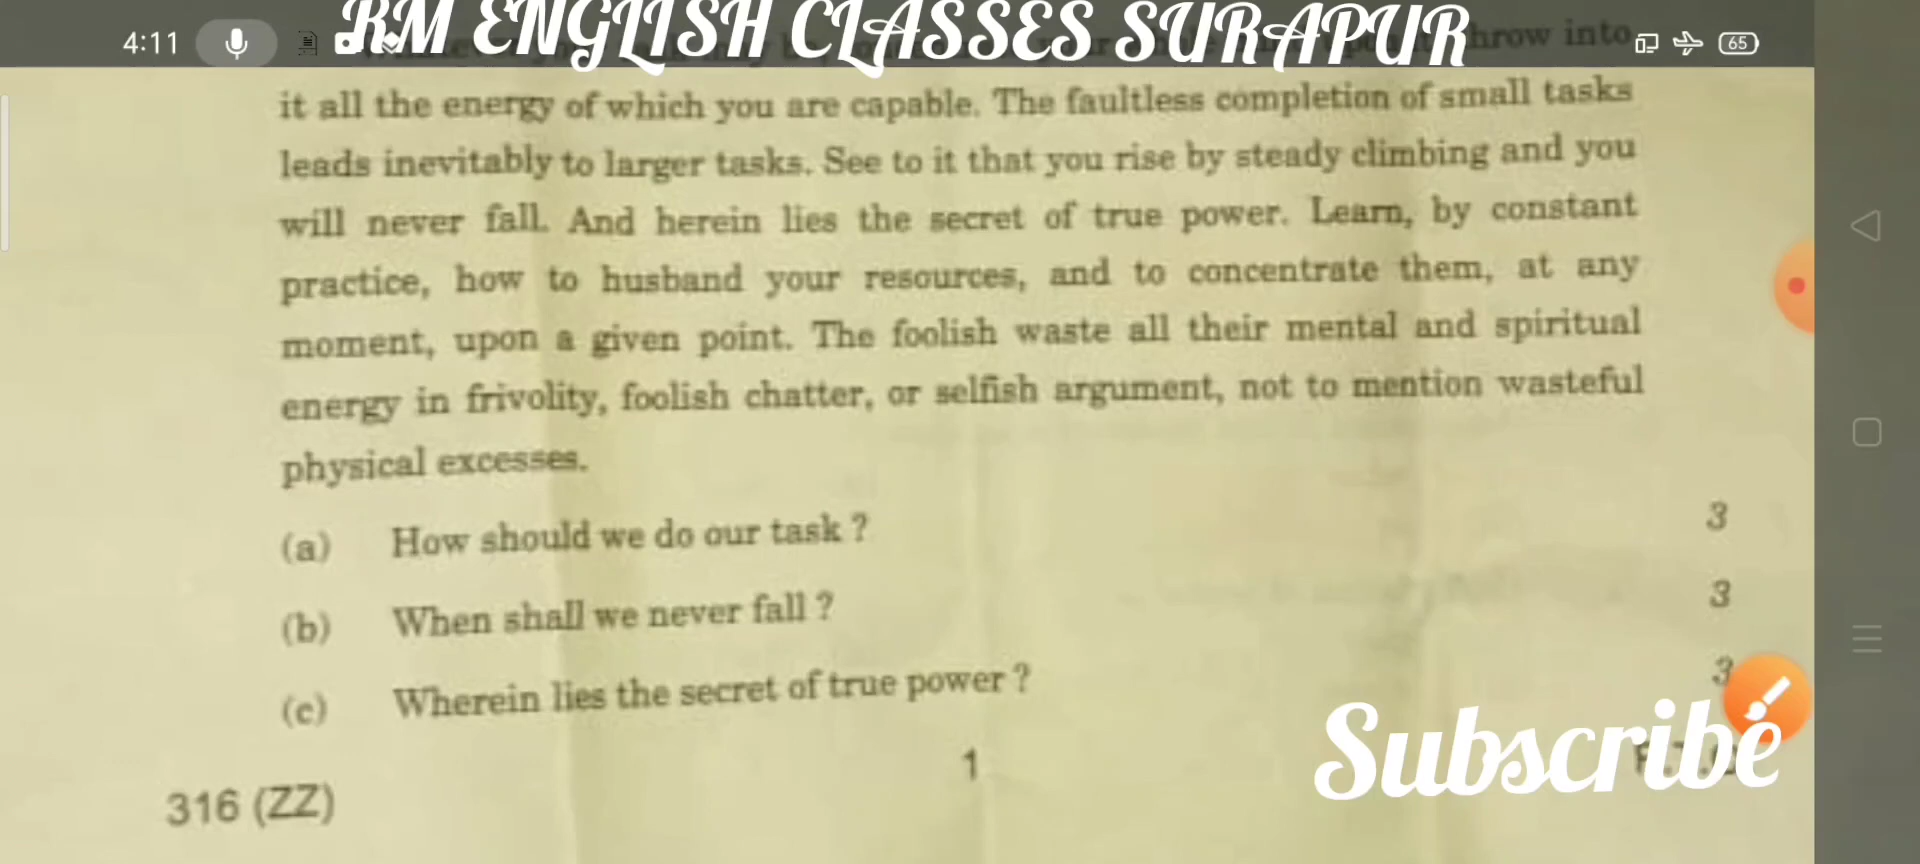 4:11
RM ENGLISH CLASSES SURAPUR
65
throw into
it all the energy of which you are capable. The faultless completion of small tasks
leads inevitably to larger tasks. See to it that you rise by steady climbing and you
will never fall. And herein lies the secret of true power. Learn, by constant
practice, how to husband your resources, and to concentrate them, at any
moment, upon a given point. The foolish waste all their mental and spiritual
energy in frivolity, foolish chatter, or selfish argument, not to mention wasteful
physical excesses.
(a) How should we do our task ? 3
(b) When shall we never fall ? 3
(c) Wherein lies the secret of true power ? 3
Subscribe
1
316 (ZZ)